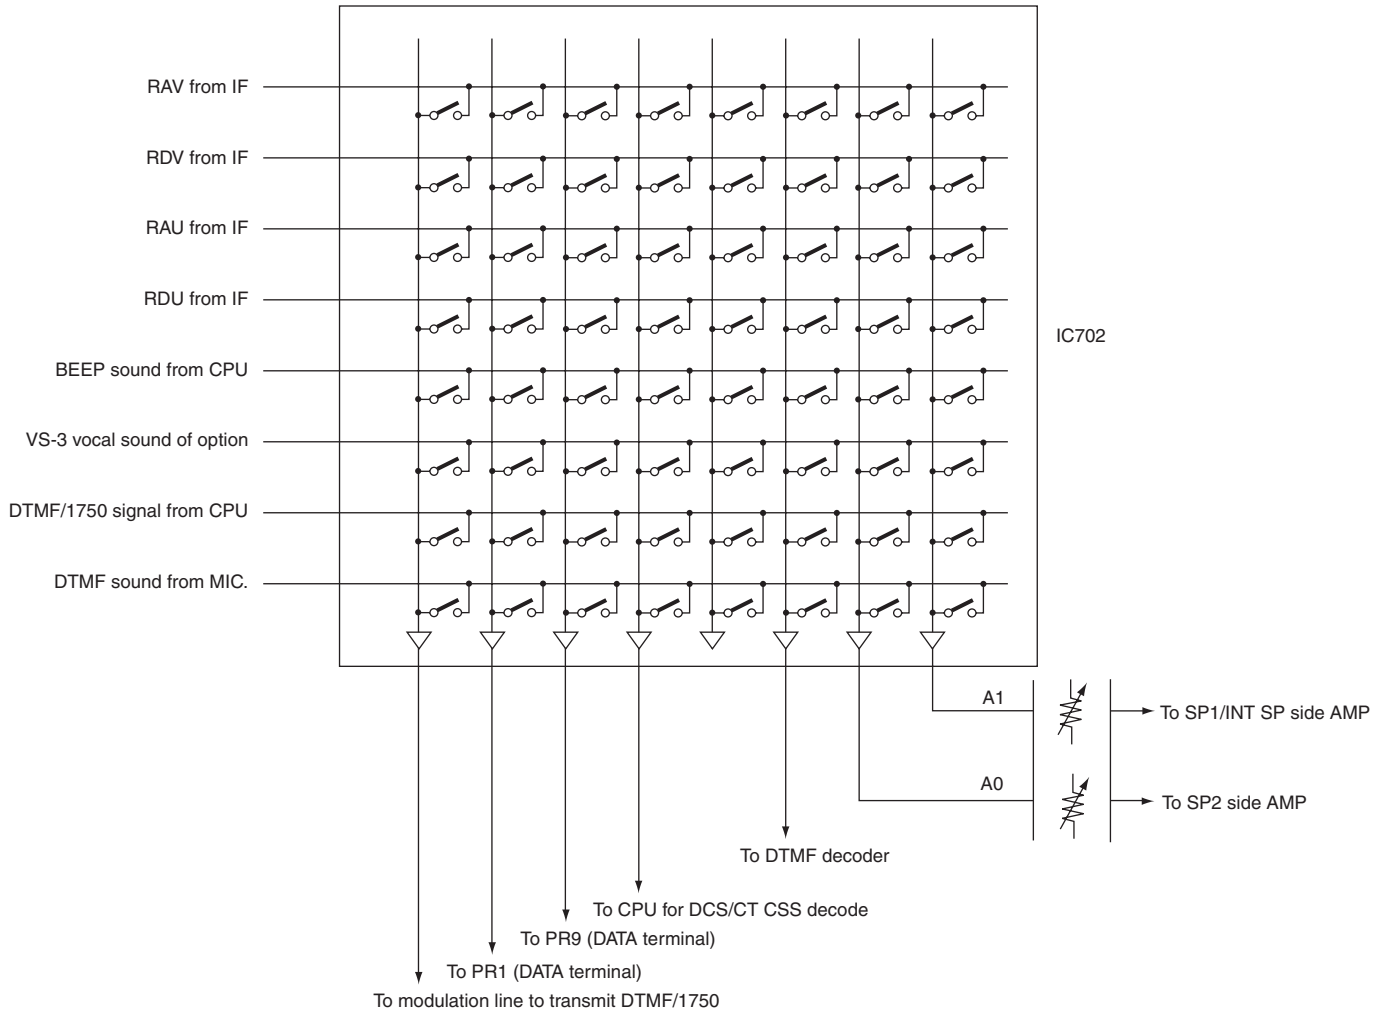 RAV from IF
RDV from IF
RAU from IF
RDU from IF
IC702
BEEP sound from CPU
VS-3 vocal sound of option
DTMF/1750 signal from CPU
DTMF sound from MIC.
A1
To SP1/INT SP side AMP
A0
To SP2 side AMP
To DTMF decoder
To CPU for DCS/CT CSS decode
To PR9 (DATA terminal)
To PR1 (DATA terminal)
To modulation line to transmit DTMF/1750